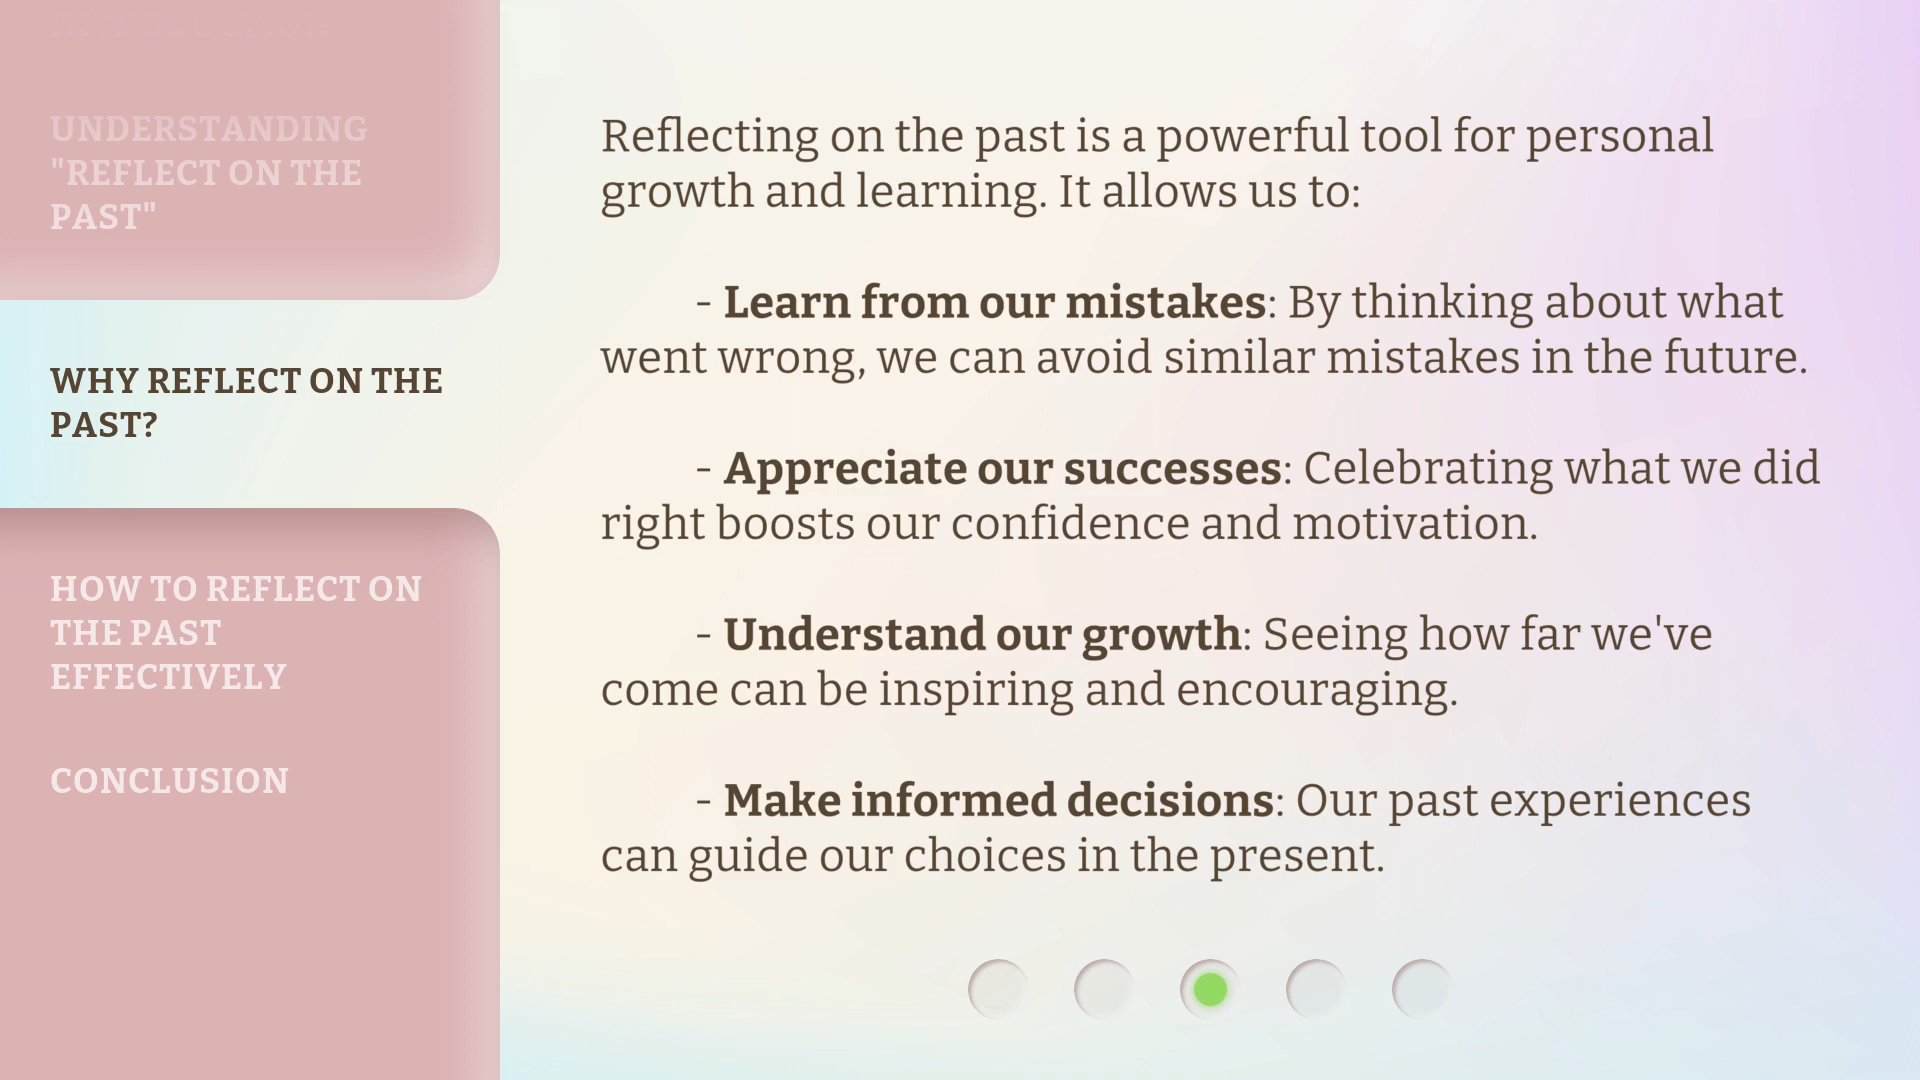 INTRODUCTION
UNDERSTANDING
"REFLECT ON THE
PAST"
WHY REFLECT ON THE
PAST?
HOW TO REFLECT ON
THE PAST
EFFECTIVELY
CONCLUSION
Reflecting on the past is a powerful tool for personal
growth and learning. It allows us to:
- Learn from our mistakes: By thinking about what
went wrong, we can avoid similar mistakes in the future.
- Appreciate our successes: Celebrating what we did
right boosts our confidence and motivation.
- Understand our growth: Seeing how far we've
come can be inspiring and encouraging.
- Make informed decisions: Our past experiences
can guide our choices in the present.